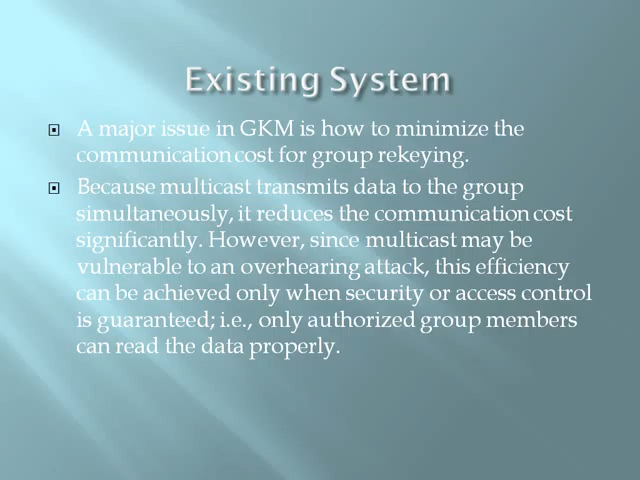 Existing System
A major issue in GKM is how to minimize the
communication cost for group rekeying.
Because multicast transmits data to the group
simultaneously, it reduces the communication cost
significantly. However, since multicast may be
vulnerable to an overhearing attack, this efficiency
can be achieved only when security or access control
is guaranteed; i.e., only authorized group members
can read the data properly.